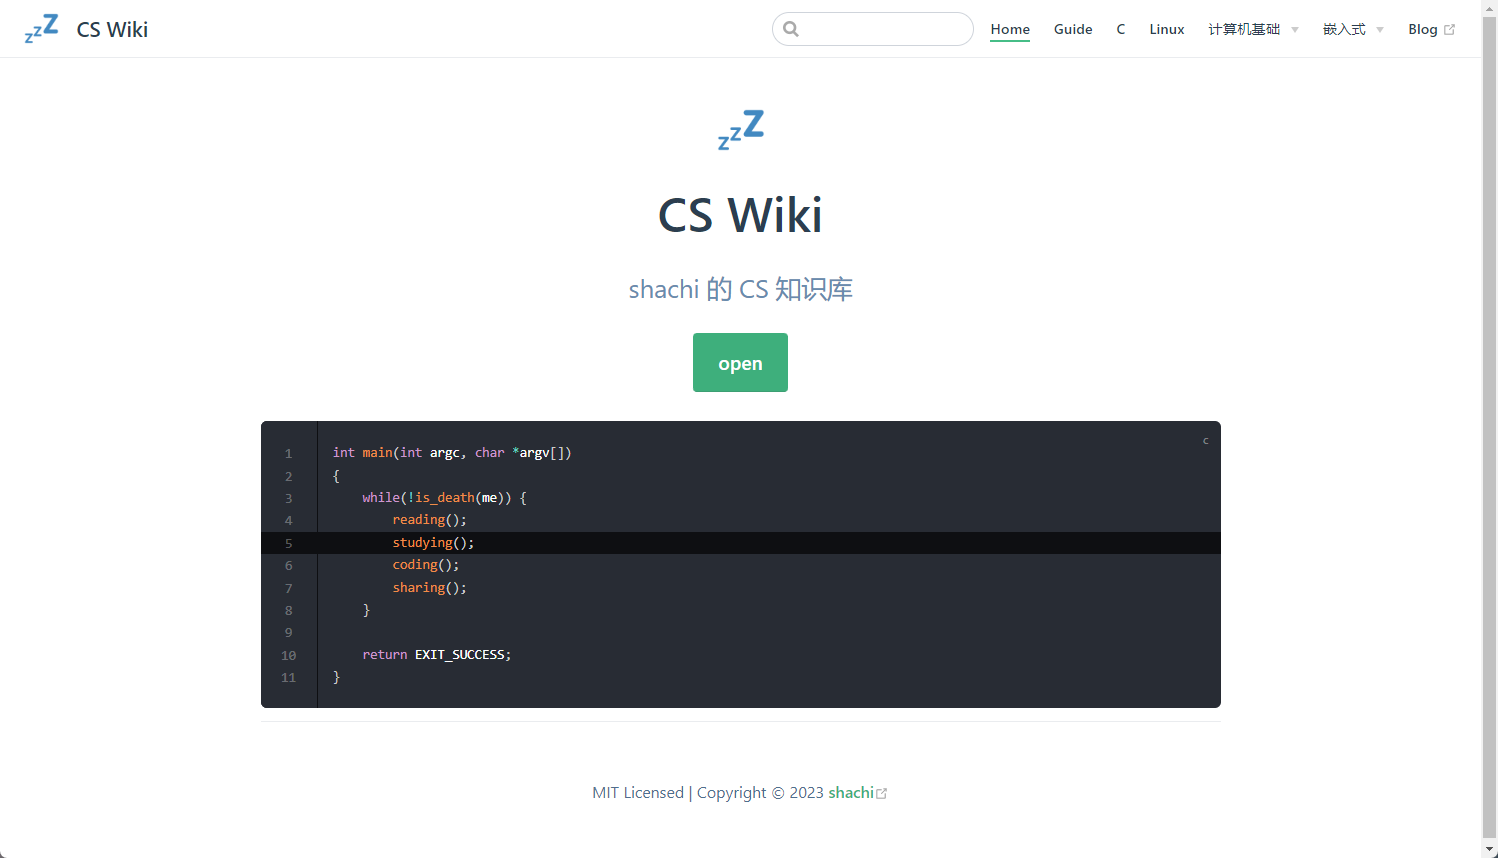 zzZ CS Wiki
Home Guide C Linux 计算机基础 嵌入式 Blog
zzZ
CS Wiki
shachi 的 CS 知识库
open
c
1 int main(int argc, char *argv[])
2 {
3     while(!is_death(me)) {
4         reading();
5         studying();
6         coding();
7         sharing();
8     }
9
10     return EXIT_SUCCESS;
11 }
MIT Licensed | Copyright © 2023 shachi